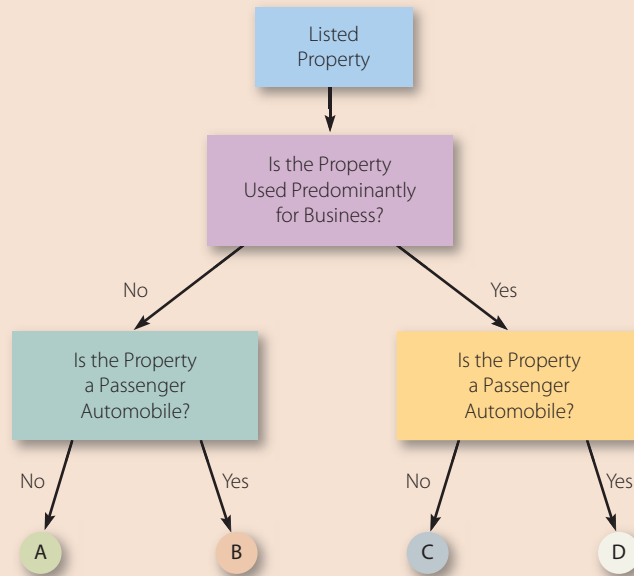 Listed
Property
Is the Property
Used Predominantly
for Business?
No
Yes
Is the Property
a Passenger
Automobile?
Is the Property
a Passenger
Automobile?
No
Yes
No
Yes
A
B
C
D